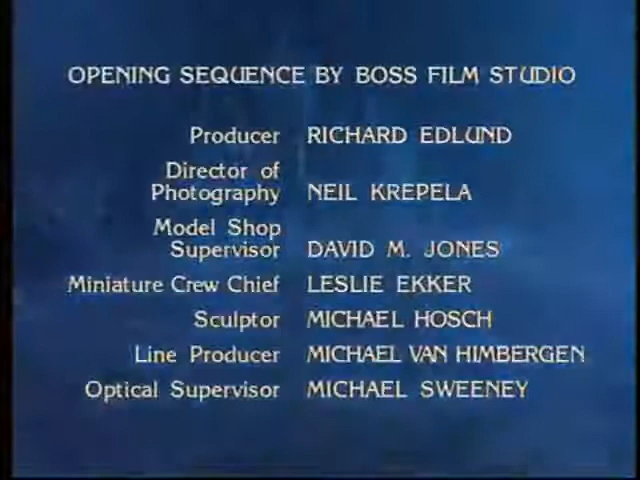 OPENING SEQUENCE BY BOSS FILM STUDIO
Producer RICHARD EDLUND
Director of
Photography NEIL KREPELA
Model Shop
Supervisor DAVID M. JONES
Miniature Crew Chief LESLIE EKKER
Sculptor MICHAEL HOSCH
Line Producer MICHAEL VAN HIMBERGEN
Optical Supervisor MICHAEL SWEENEY